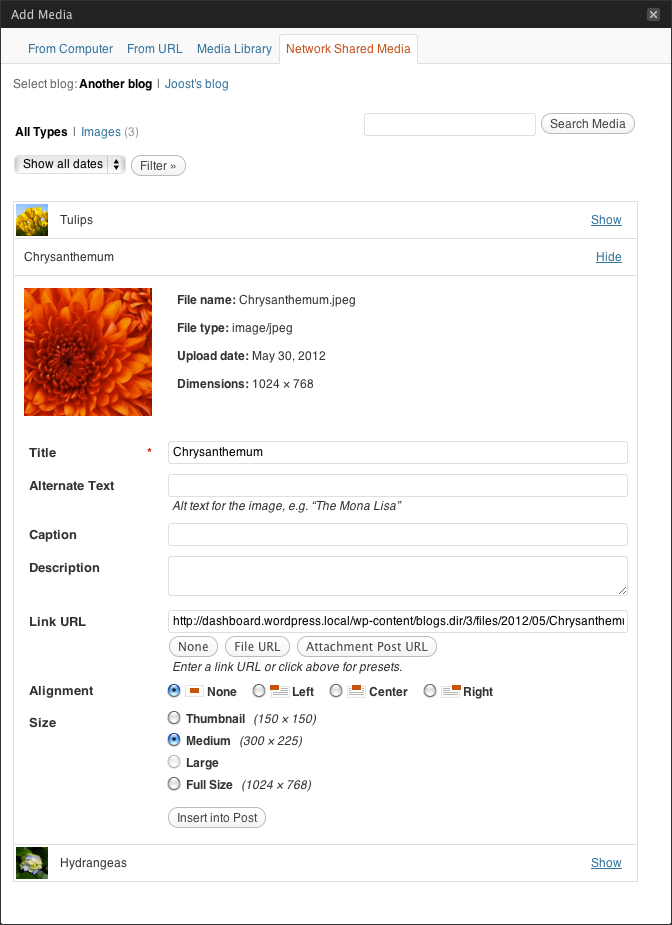 Add Media
From Computer From URL Media Library Network Shared Media
Select blog: Another blog | Joost's blog
All Types | Images (3) Search Media
Show all dates Filter »
Tulips Show
Chrysanthemum Hide
File name: Chrysanthemum.jpeg
File type: image/jpeg
Upload date: May 30, 2012
Dimensions: 1024 × 768
Title * Chrysanthemum
Alternate Text
Alt text for the image, e.g. “The Mona Lisa”
Caption
Description
Link URL http://dashboard.wordpress.local/wp-content/blogs.dir/3/files/2012/05/Chrysanthemu
None File URL Attachment Post URL
Enter a link URL or click above for presets.
Alignment None Left Center Right
Size Thumbnail (150 × 150)
Medium (300 × 225)
Large
Full Size (1024 × 768)
Insert into Post
Hydrangeas Show